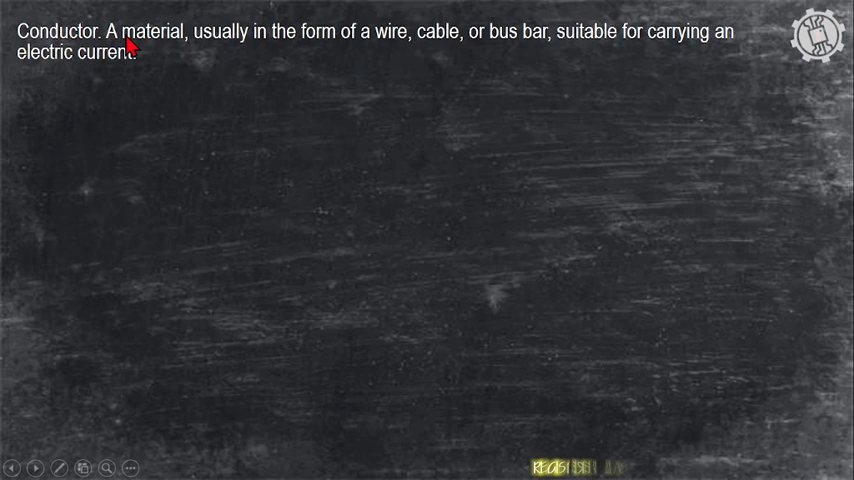 Conductor. A material, usually in the form of a wire, cable, or bus bar, suitable for carrying an
electric current.